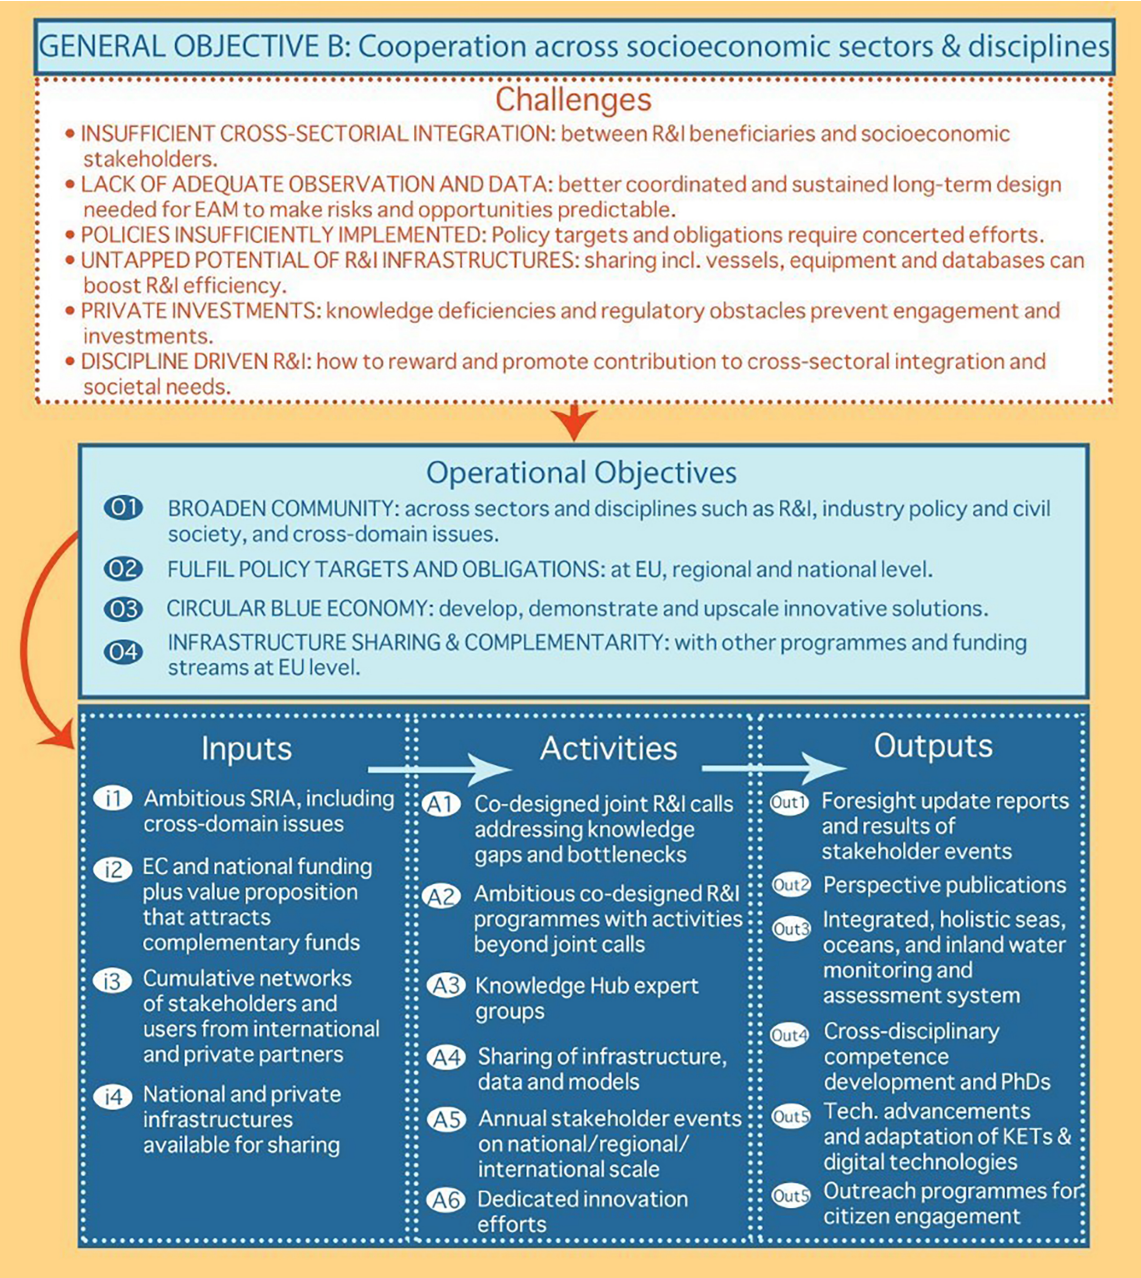 GENERAL OBJECTIVE B: Cooperation across socioeconomic sectors & disciplines
Challenges
• INSUFFICIENT CROSS-SECTORIAL INTEGRATION: between R&I beneficiaries and socioeconomic
stakeholders.
• LACK OF ADEQUATE OBSERVATION AND DATA: better coordinated and sustained long-term design
needed for EAM to make risks and opportunities predictable.
• POLICIES INSUFFICIENTLY IMPLEMENTED: Policy targets and obligations require concerted efforts.
• UNTAPPED POTENTIAL OF R&I INFRASTRUCTURES: sharing incl. vessels, equipment and databases can
boost R&I efficiency.
• PRIVATE INVESTMENTS: knowledge deficiencies and regulatory obstacles prevent engagement and
investments.
• DISCIPLINE DRIVEN R&I: how to reward and promote contribution to cross-sectoral integration and
societal needs.
Operational Objectives
O1 BROADEN COMMUNITY: across sectors and disciplines such as R&I, industry policy and civil
society, and cross-domain issues.
O2 FULFIL POLICY TARGETS AND OBLIGATIONS: at EU, regional and national level.
O3 CIRCULAR BLUE ECONOMY: develop, demonstrate and upscale innovative solutions.
O4 INFRASTRUCTURE SHARING & COMPLEMENTARITY: with other programmes and funding
streams at EU level.
Inputs
i1 Ambitious SRIA, including
cross-domain issues
i2 EC and national funding
plus value proposition
that attracts
complementary funds
i3 Cumulative networks
of stakeholders and
users from international
and private partners
i4 National and private
infrastructures
available for sharing
Activities
A1 Co-designed joint R&I calls
addressing knowledge
gaps and bottlenecks
A2 Ambitious co-designed R&I
programmes with activities
beyond joint calls
A3 Knowledge Hub expert
groups
A4 Sharing of infrastructure,
data and models
A5 Annual stakeholder events
on national/regional/
international scale
A6 Dedicated innovation
efforts
Outputs
Out1 Foresight update reports
and results of
stakeholder events
Out2 Perspective publications
Out3 Integrated, holistic seas,
oceans, and inland water
monitoring and
assessment system
Out4 Cross-disciplinary
competence
development and PhDs
Out5 Tech. advancements
and adaptation of KETs &
digital technologies
Out5 Outreach programmes for
citizen engagement